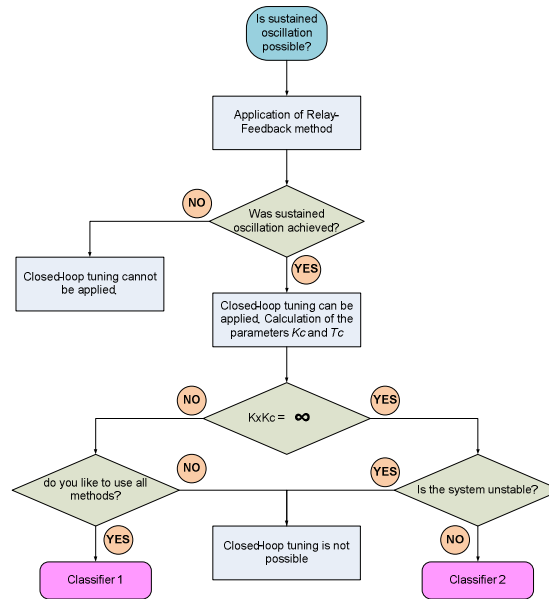 Is sustained
oscillation
possible?
Application of Relay-
Feedback method
NO
Was sustained
oscillation achieved?
YES
Closed-loop tuning cannot
be applied.
Closed-loop tuning can be
applied. Calculation of the
parameters Kc and Tc
NO
YES
KxKc = ∞
NO
YES
do you like to use all
methods?
Is the system unstable?
YES
Closed-loop tuning is not
possible
NO
Classifier 1
Classifier 2